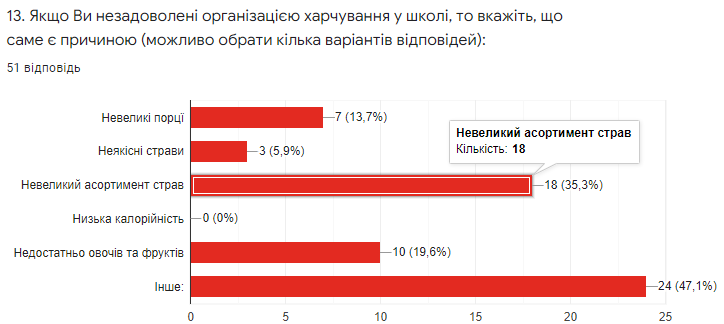 13. Якщо Ви незадоволені організацією харчування у школі, то вкажіть, що
саме є причиною (можливо обрати кілька варіантів відповідей):
51 відповідь
Невеликі порції
7 (13,7%)
Невеликий асортимент страв
Кількість: 18
Неякісні страви
3 (5,9%)
Невеликий асортимент страв
18 (35,3%)
Низька калорійність
0 (0%)
Недостатньо овочів та фруктів
10 (19,6%)
Інше:
24 (47,1%)
0 5 10 15 20 25